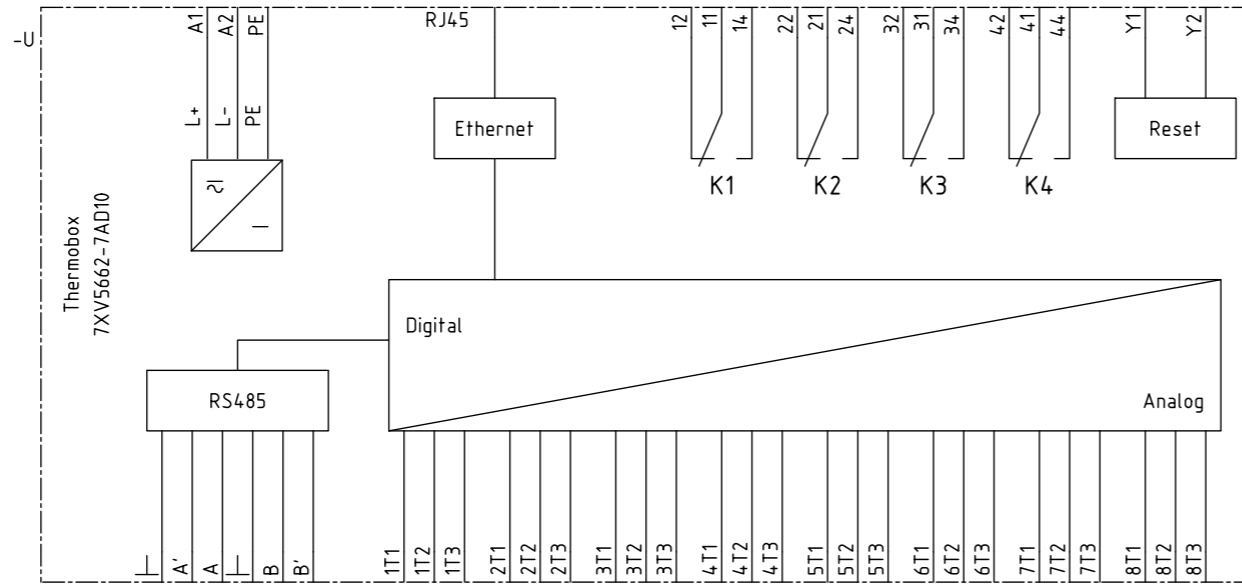 -U
A1 A2 PE
RJ45
12 11 14 22 21 24 32 31 34 42 41 44
Y1 Y2
L+ L- PE
Ethernet
Reset
K1 K2 K3 K4
Thermobox
7XV5662-7AD10
Digital
RS485
Analog
A' A B B'
1T1 1T2 1T3 2T1 2T2 2T3 3T1 3T2 3T3 4T1 4T2 4T3 5T1 5T2 5T3 6T1 6T2 6T3 7T1 7T2 7T3 8T1 8T2 8T3